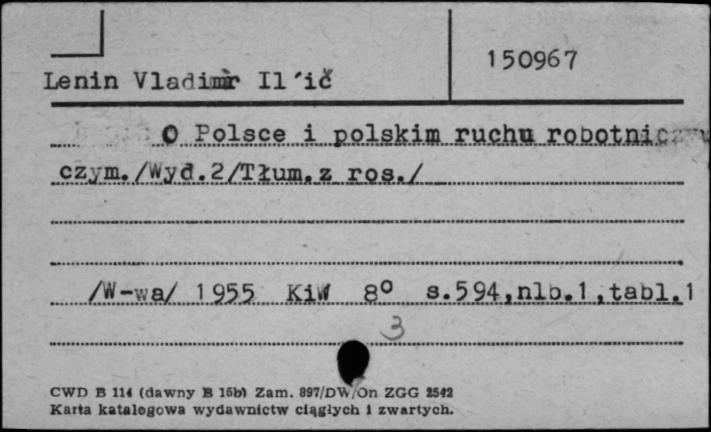 150967
Lenin Vladimir Il´ič
O Polsce i polskim ruchu robotni
czym./Wyd.2/Tłum.z ros./
/W-wa/ 1955 KiW 8° s.594,nlb.1,tabl.1
3
CWD B 114 (dawny B 15b) Zam. 897/DW/On ZGG 2542
Karta katalogowa wydawnictw ciągłych i zwartych.